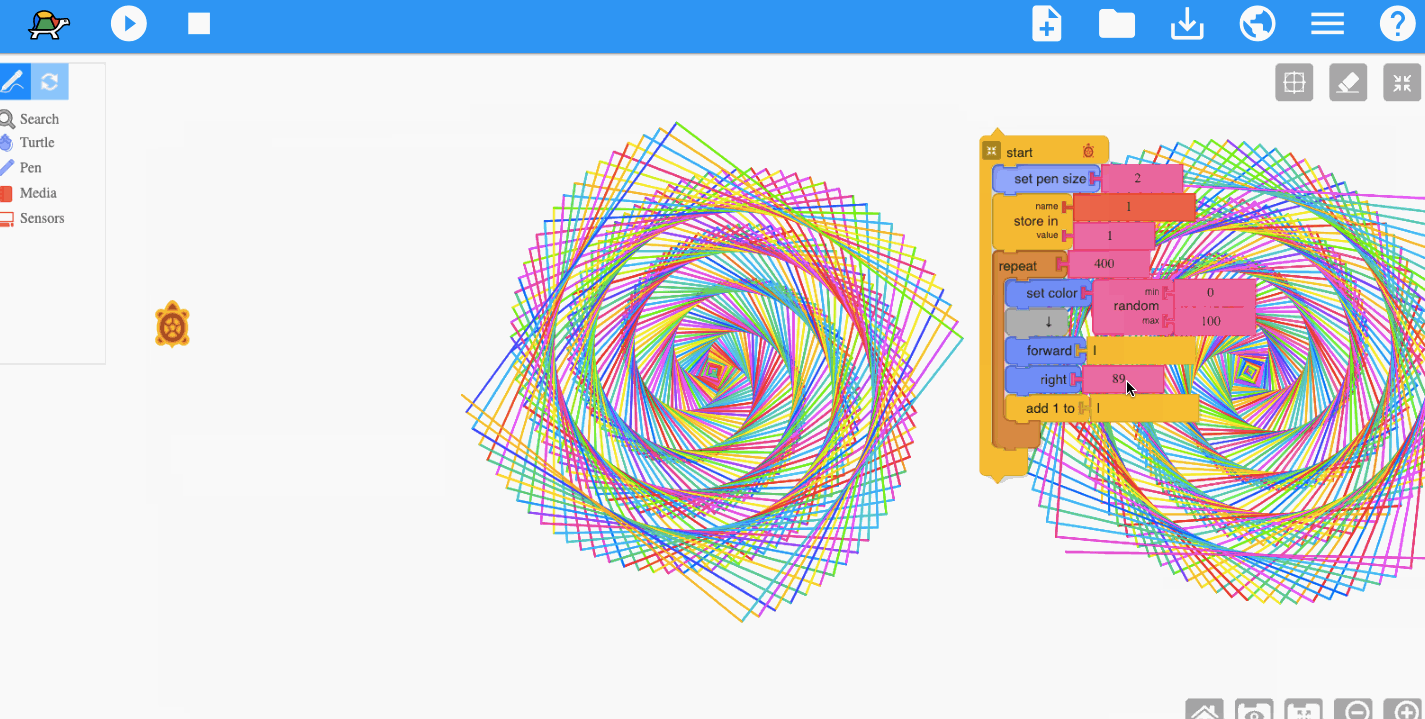 Search
Turtle
Pen
Media
Sensors
start
set pen size 2
name 1
store in
value 1
repeat 400
set color random min 0
max 100
↓
forward l
right 89
add 1 to l